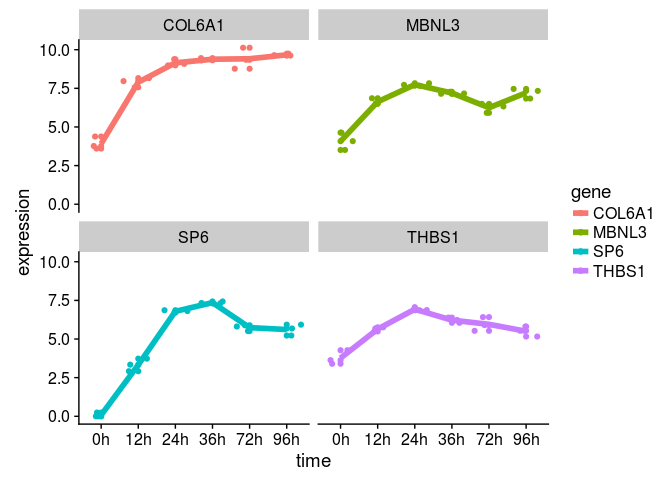 COL6A1
MBNL3
10.0
7.5
5.0
2.5
0.0
SP6
THBS1
10.0
7.5
5.0
2.5
0.0
0h 12h 24h 36h 72h 96h
0h 12h 24h 36h 72h 96h
time
expression
gene
COL6A1
MBNL3
SP6
THBS1